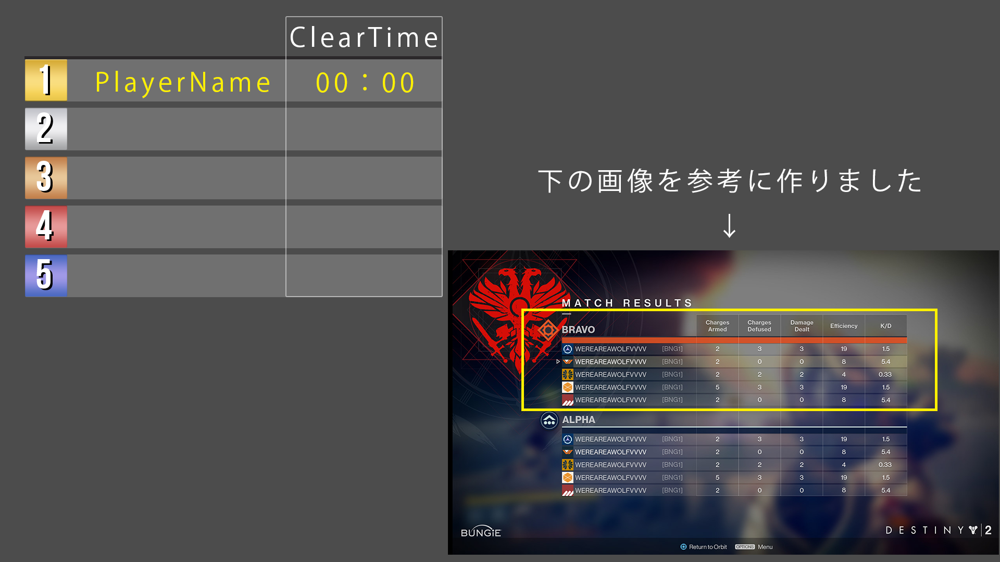 ClearTime
1 PlayerName 00：00
2
3
4
5
下の画像を参考に作りました
↓
MATCH RESULTS
BRAVO Charges Armed Charges Defused Damage Dealt Efficiency K/D
WEREAREAWOLFVVVV [BNG1] 2 3 3 19 1.5
WEREAREAWOLFVVVV [BNG1] 2 0 0 8 5.4
WEREAREAWOLFVVVV [BNG1] 2 2 2 4 0.33
WEREAREAWOLFVVVV [BNG1] 5 3 3 19 1.5
WEREAREAWOLFVVVV [BNG1] 2 0 0 8 5.4
ALPHA
WEREAREAWOLFVVVV [BNG1] 2 3 3 19 1.5
WEREAREAWOLFVVVV [BNG1] 2 0 0 8 5.4
WEREAREAWOLFVVVV [BNG1] 2 2 2 4 0.33
WEREAREAWOLFVVVV [BNG1] 5 3 3 19 1.5
WEREAREAWOLFVVVV [BNG1] 2 0 0 8 5.4
BUNGiE
DESTINY 2
Return to Orbit OPTIONS Menu